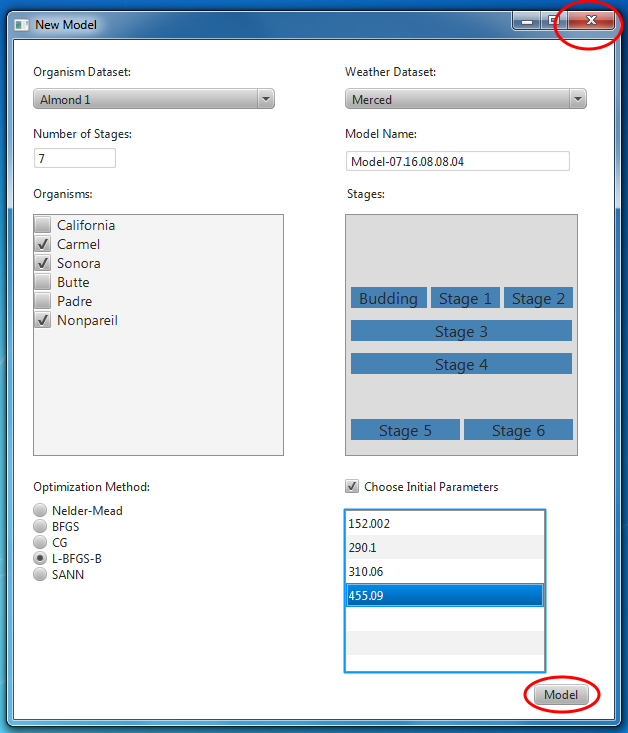 New Model
Organism Dataset:
Almond 1
Weather Dataset:
Merced
Number of Stages:
7
Model Name:
Model-07.16.08.08.04
Organisms:
California
Carmel
Sonora
Butte
Padre
Nonpareil
Stages:
Budding Stage 1 Stage 2
Stage 3
Stage 4
Stage 5 Stage 6
Optimization Method:
Nelder-Mead
BFGS
CG
L-BFGS-B
SANN
Choose Initial Parameters
152.002
290.1
310.06
455.09
Model